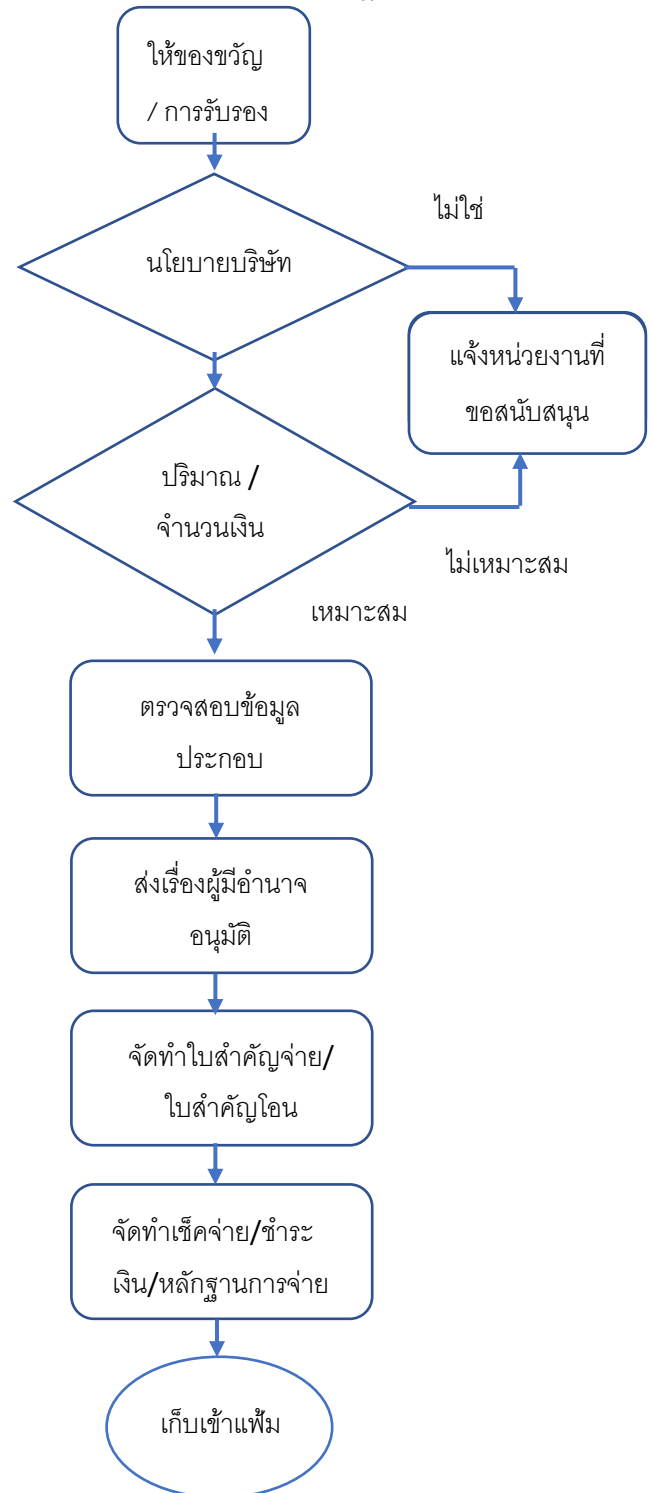 ให้ของขวัญ
/ การรับรอง
ไม่ใช่
นโยบายบริษัท
แจ้งหน่วยงานที่
ขอสนับสนุน
ปริมาณ /
จำนวนเงิน
ไม่เหมาะสม
เหมาะสม
ตรวจสอบข้อมูล
ประกอบ
ส่งเรื่องผู้มีอำนาจ
อนุมัติ
จัดทำใบสำคัญจ่าย/
ใบสำคัญโอน
จัดทำเช็คจ่าย/ชำระ
เงิน/หลักฐานการจ่าย
เก็บเข้าแฟ้ม